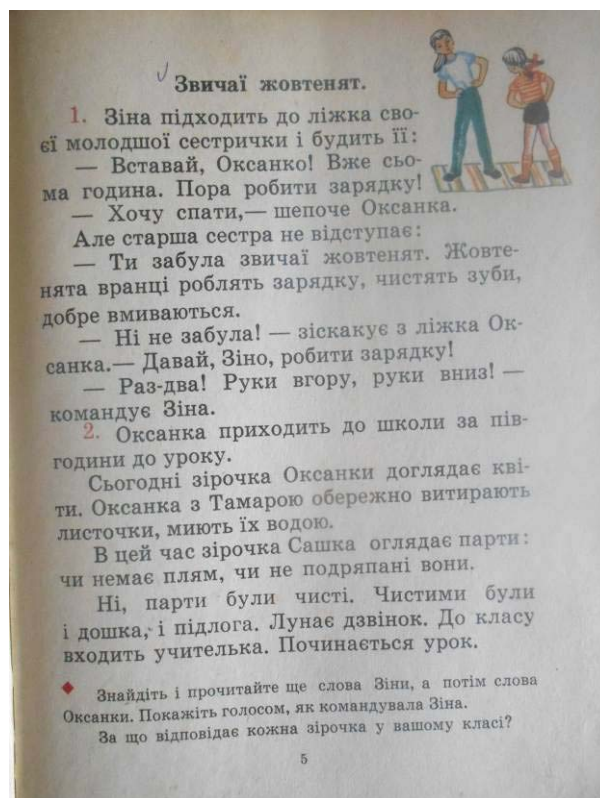 Звичаї жовтенят.
1. Зіна підходить до ліжка сво-
єї молодшої сестрички і будить її:
— Вставай, Оксанко! Вже сьо-
ма година. Пора робити зарядку!
— Хочу спати,— шепоче Оксанка.
Але старша сестра не відступає:
— Ти забула звичаї жовтенят. Жовте-
нята вранці роблять зарядку, чистять зуби,
добре вмиваються.
— Ні не забула! — зіскакує з ліжка Ок-
санка.— Давай, Зіно, робити зарядку!
— Раз-два! Руки вгору, руки вниз! —
командує Зіна.
2. Оксанка приходить до школи за пів-
години до уроку.
Сьогодні зірочка Оксанки доглядає кві-
ти. Оксанка з Тамарою обережно витирають
листочки, миють їх водою.
В цей час зірочка Сашка оглядає парти:
чи немає плям, чи не подряпані вони.
Ні, парти були чисті. Чистими були
і дошка, і підлога. Лунає дзвінок. До класу
входить учителька. Починається урок.
Знайдіть і прочитайте ще слова Зіни, а потім слова
Оксанки. Покажіть голосом, як командувала Зіна.
За що відповідає кожна зірочка у вашому класі?
5